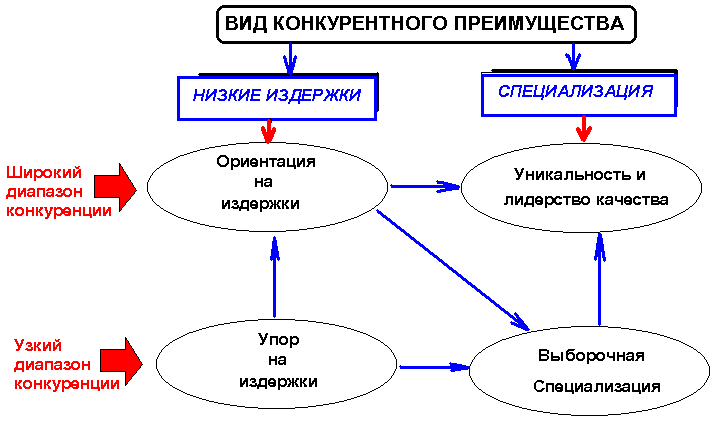 ВИД КОНКУРЕНТНОГО ПРЕИМУЩЕСТВА
НИЗКИЕ ИЗДЕРЖКИ
СПЕЦИАЛИЗАЦИЯ
Широкий
диапазон
конкуренции
Ориентация
на
издержки
Уникальность и
лидерство качества
Узкий
диапазон
конкуренции
Упор
на
издержки
Выборочная
Специализация